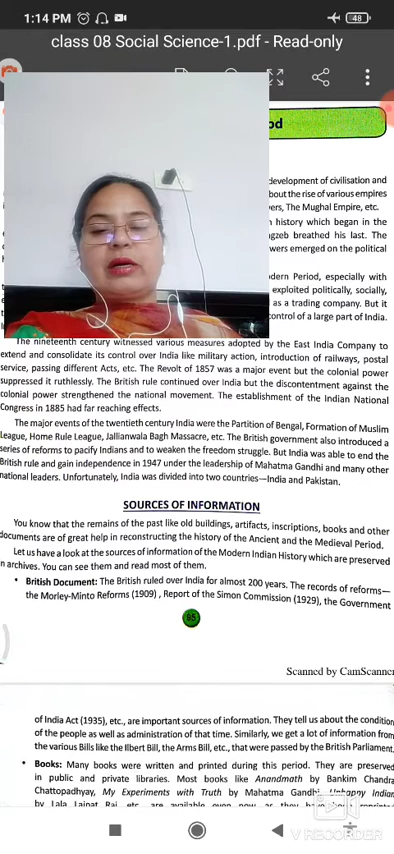 1:14 PM
48
class 08 Social Science-1.pdf - Read-only
od
development of civilisation and
bout the rise of various empires
ers, The Mughal Empire, etc.
history which began in the
gzeb breathed his last. The
wers emerged on the political
dern Period, especially with
exploited politically, socially,
as a trading company. But it
control of a large part of India.
The nineteenth century witnessed various measures adopted by the East India Company to
extend and consolidate its control over India like military action, introduction of railways, postal
service, passing different Acts, etc. The Revolt of 1857 was a major event but the colonial power
suppressed it ruthlessly. The British rule continued over India but the discontentment against the
colonial power strengthened the national movement. The establishment of the Indian National
Congress in 1885 had far reaching effects.
The major events of the twentieth century India were the Partition of Bengal, Formation of Muslim
League, Home Rule League, Jallianwala Bagh Massacre, etc. The British government also introduced a
series of reforms to pacify Indians and to weaken the freedom struggle. But India was able to end the
British rule and gain independence in 1947 under the leadership of Mahatma Gandhi and many other
national leaders. Unfortunately, India was divided into two countries—India and Pakistan.
SOURCES OF INFORMATION
You know that the remains of the past like old buildings, artifacts, inscriptions, books and other
documents are of great help in reconstructing the history of the Ancient and the Medieval Period.
Let us have a look at the sources of information of the Modern Indian History which are preserved
n archives. You can see them and read most of them.
• British Document: The British ruled over India for almost 200 years. The records of reforms—
the Morley-Minto Reforms (1909), Report of the Simon Commission (1929), the Government
65
Scanned by CamScanner
of India Act (1935), etc., are important sources of information. They tell us about the condition
of the people as well as administration of that time. Similarly, we get a lot of information from
the various Bills like the Ilbert Bill, the Arms Bill, etc., that were passed by the British Parliament.
• Books: Many books were written and printed during this period. They are preserved
in public and private libraries. Most books like Anandmath by Bankim Chandra
Chattopadhyay, My Experiments with Truth by Mahatma Gandhi, Unhappy Indian
by Lala Lajpat Rai, etc. are available even now as they
V RECORDER